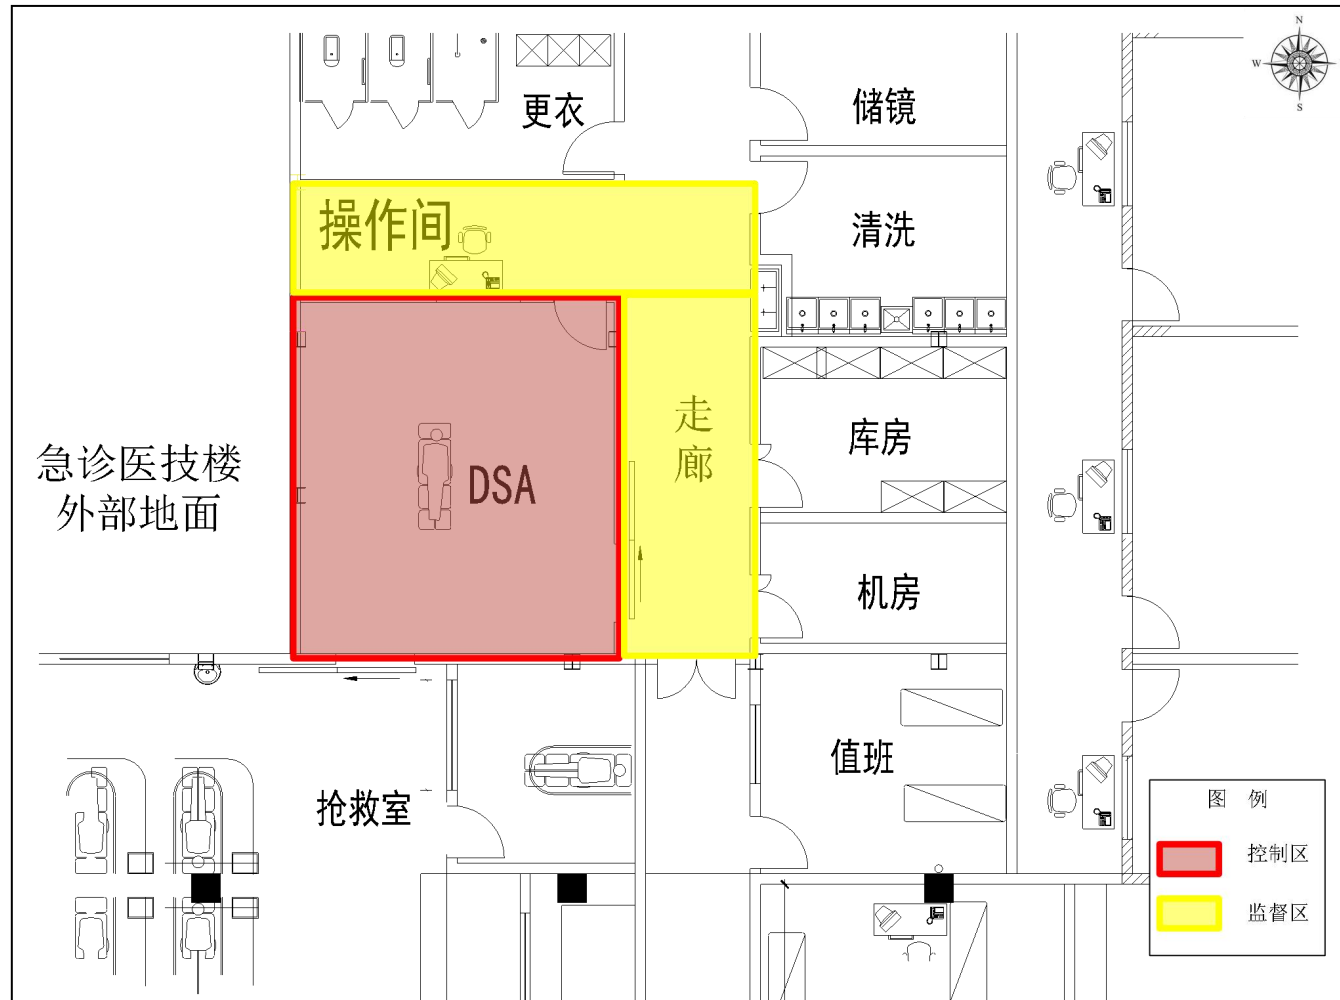 N
W
S
更衣
储镜
操作间
清洗
走
廊
库房
急诊医技楼
外部地面
DSA
机房
值班
抢救室
图 例
控制区
监督区